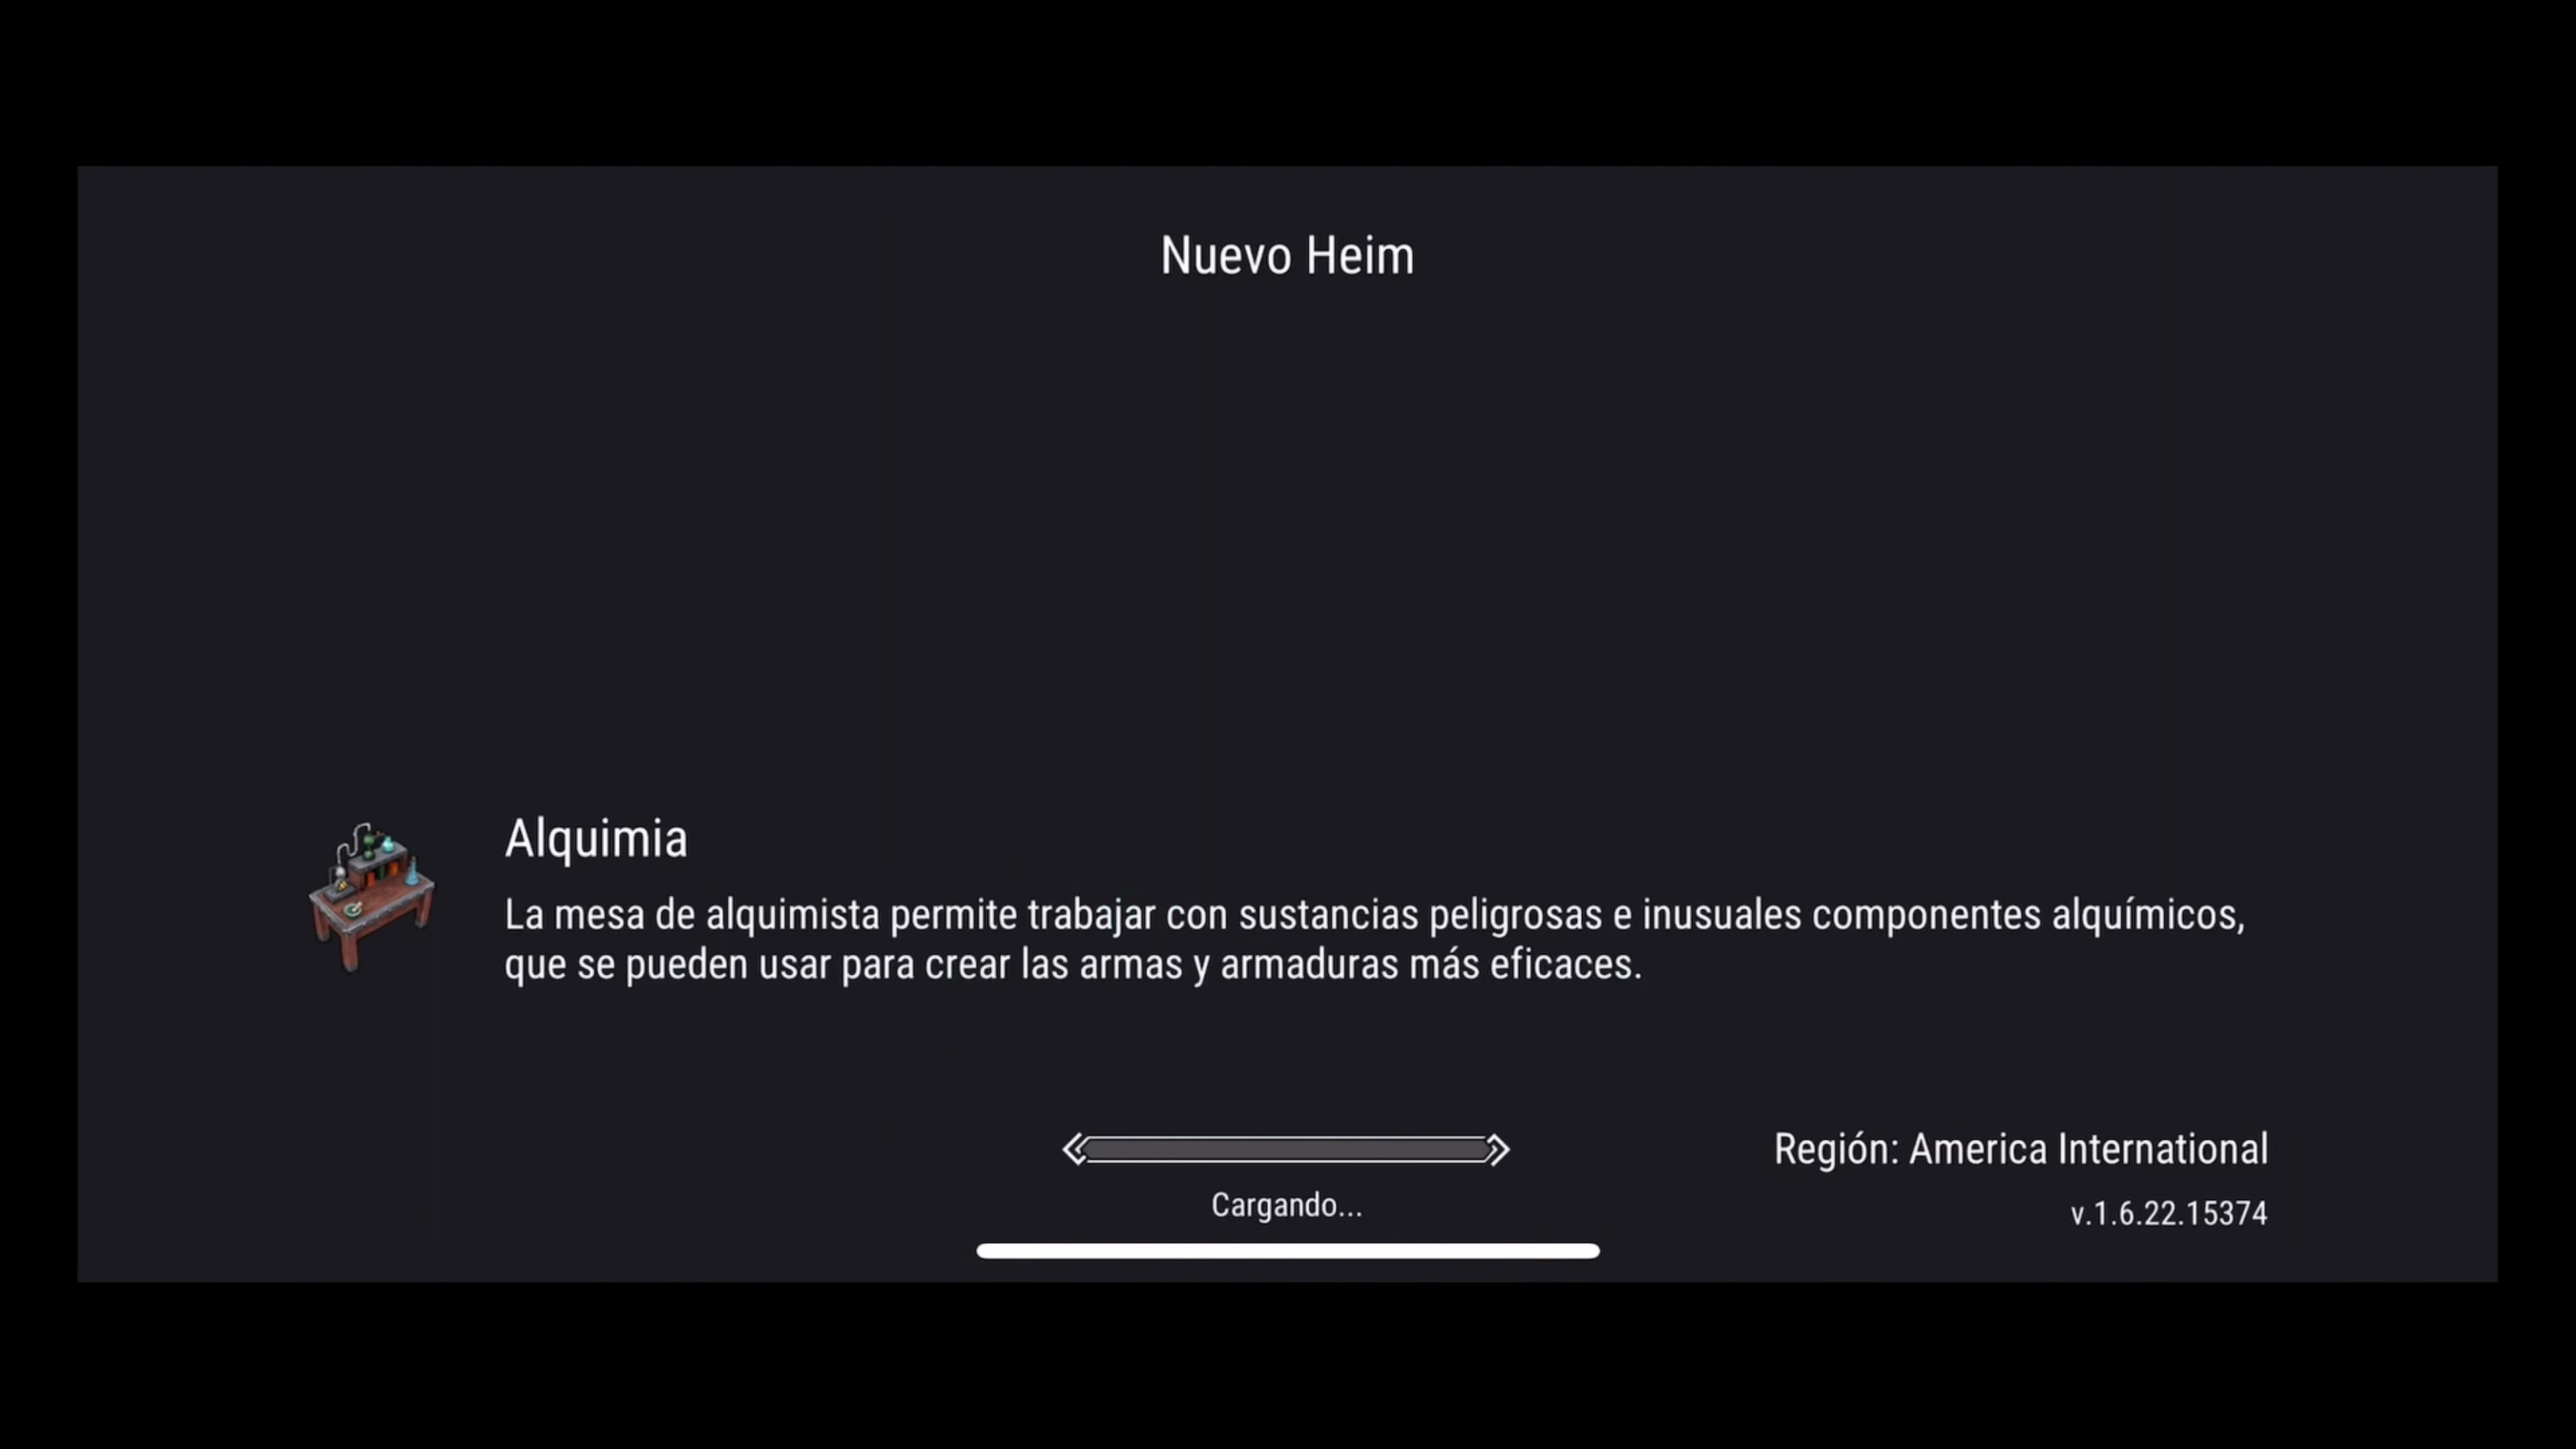 Nuevo Heim
Alquimia
La mesa de alquimista permite trabajar con sustancias peligrosas e inusuales componentes alquímicos,
que se pueden usar para crear las armas y armaduras más eficaces.
Región: America International
Cargando...
v.1.6.22.15374